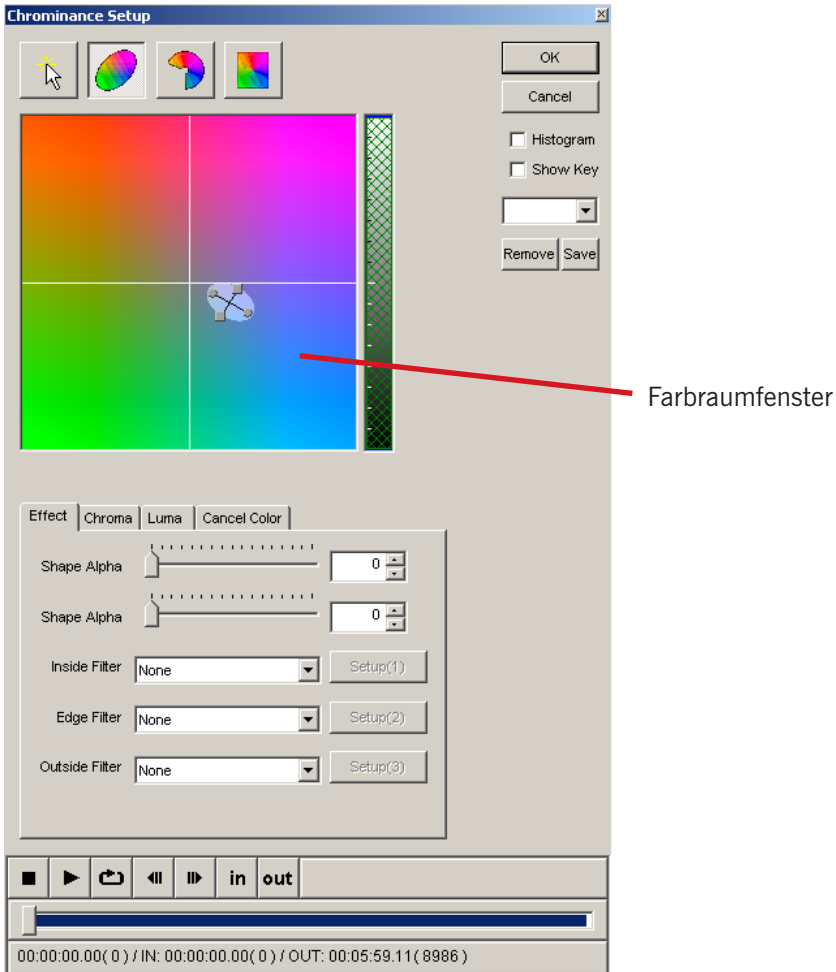 Chrominance Setup
OK
Cancel
Histogram
Show Key
Remove Save
Farbraumfenster
Effect Chroma Luma Cancel Color
Shape Alpha 0
Shape Alpha 0
Inside Filter None Setup(1)
Edge Filter None Setup(2)
Outside Filter None Setup(3)
in out
00:00:00.00( 0 ) / IN: 00:00:00.00( 0 ) / OUT: 00:05:59.11( 8986 )